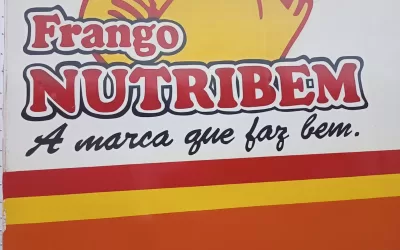 Frango
NUTRIBEM
A marca que faz bem.